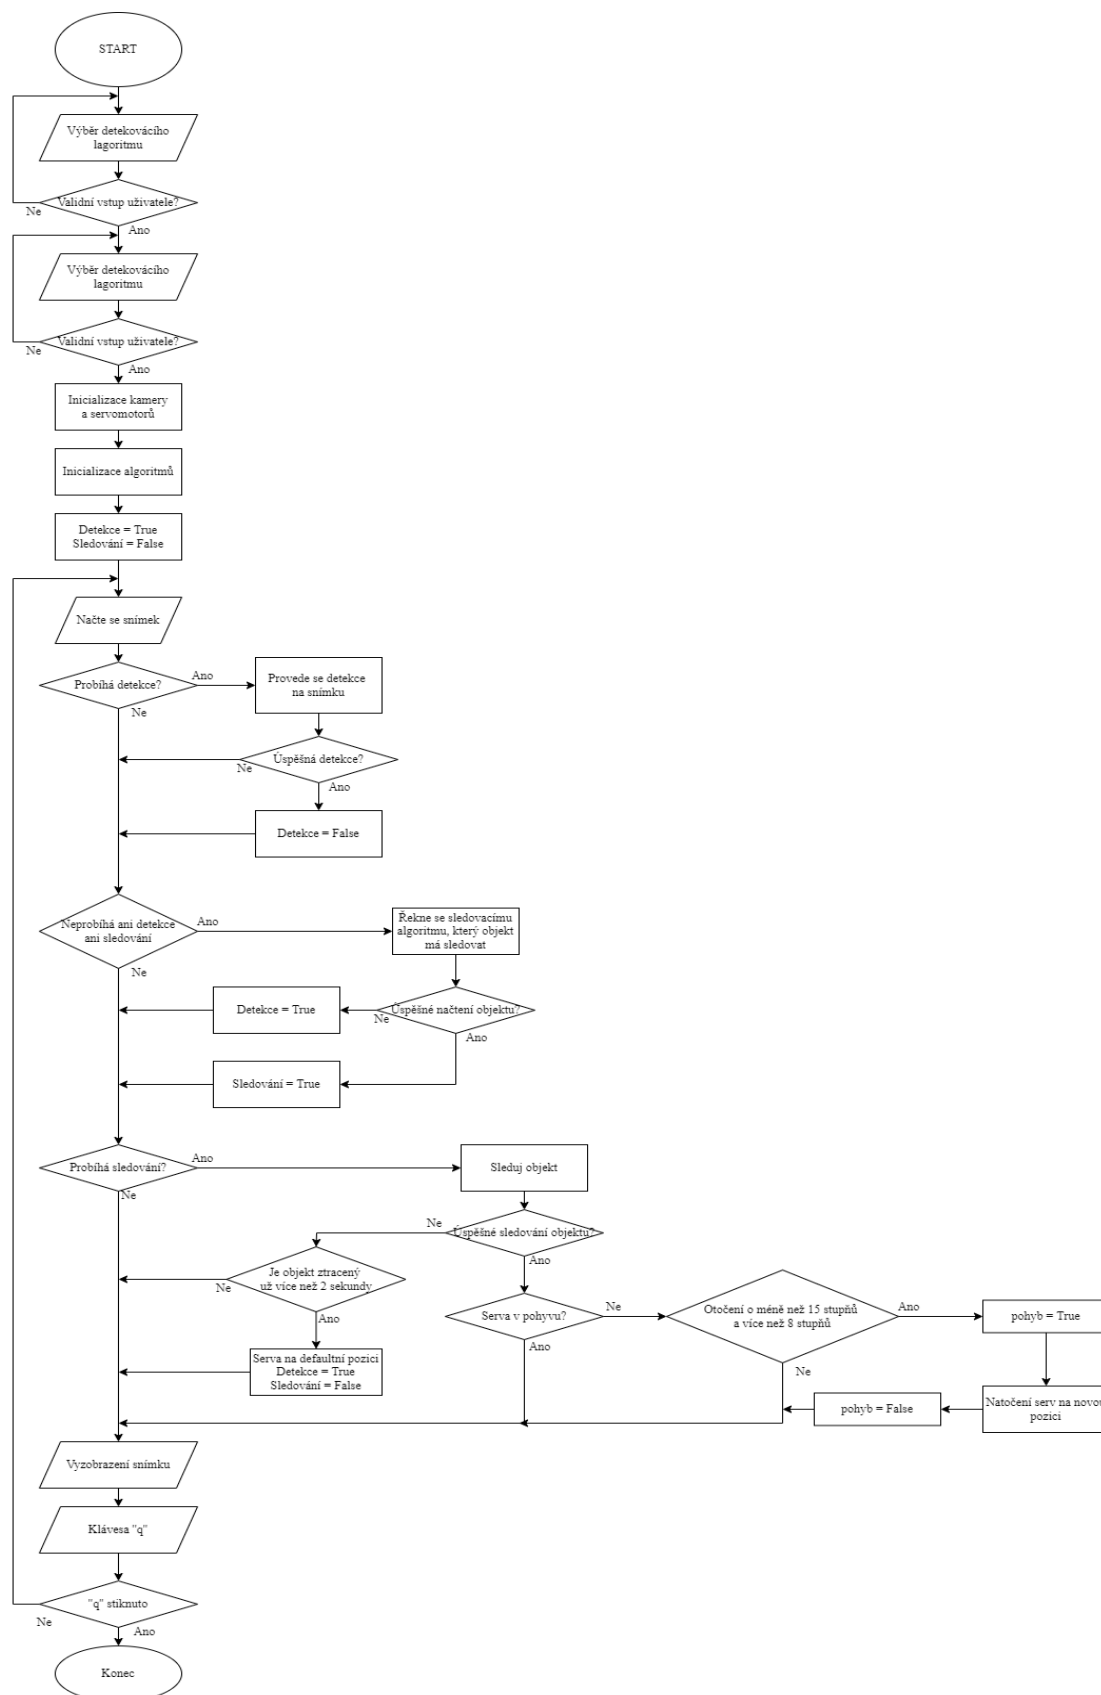 START
Výběr detekovácího
lagoritmu
Validní vstup uživatele?
Ne
Ano
Výběr detekovácího
lagoritmu
Validní vstup uživatele?
Ne
Ano
Inicializace kamery
a servomotorů
Inicializace algoritmů
Detekce = True
Sledování = False
Načte se snímek
Probíhá detekce?
Ano
Ne
Provede se detekce
na snímku
Úspěšná detekce?
Ne
Ano
Detekce = False
Neprobíhá ani detekce
ani sledování
Ano
Ne
Řekne se sledovacímu
algoritmu, který objekt
má sledovat
Úspěšné načtení objektu?
Ne
Ano
Detekce = True
Sledování = True
Probíhá sledování?
Ano
Ne
Sleduj objekt
Úspěšné sledování objektu?
Ne
Ano
Je objekt ztracený
už více než 2 sekundy
Ne
Ano
Serva na defaultní pozici
Detekce = True
Sledování = False
Serva v pohyvu?
Ne
Ano
Otočení o méně než 15 stupňů
a více než 8 stupňů
Ano
Ne
pohyb = True
Natočení serv na novou
pozici
pohyb = False
Vyzobrazení snímku
Klávesa "q"
"q" stiknuto
Ne
Ano
Konec